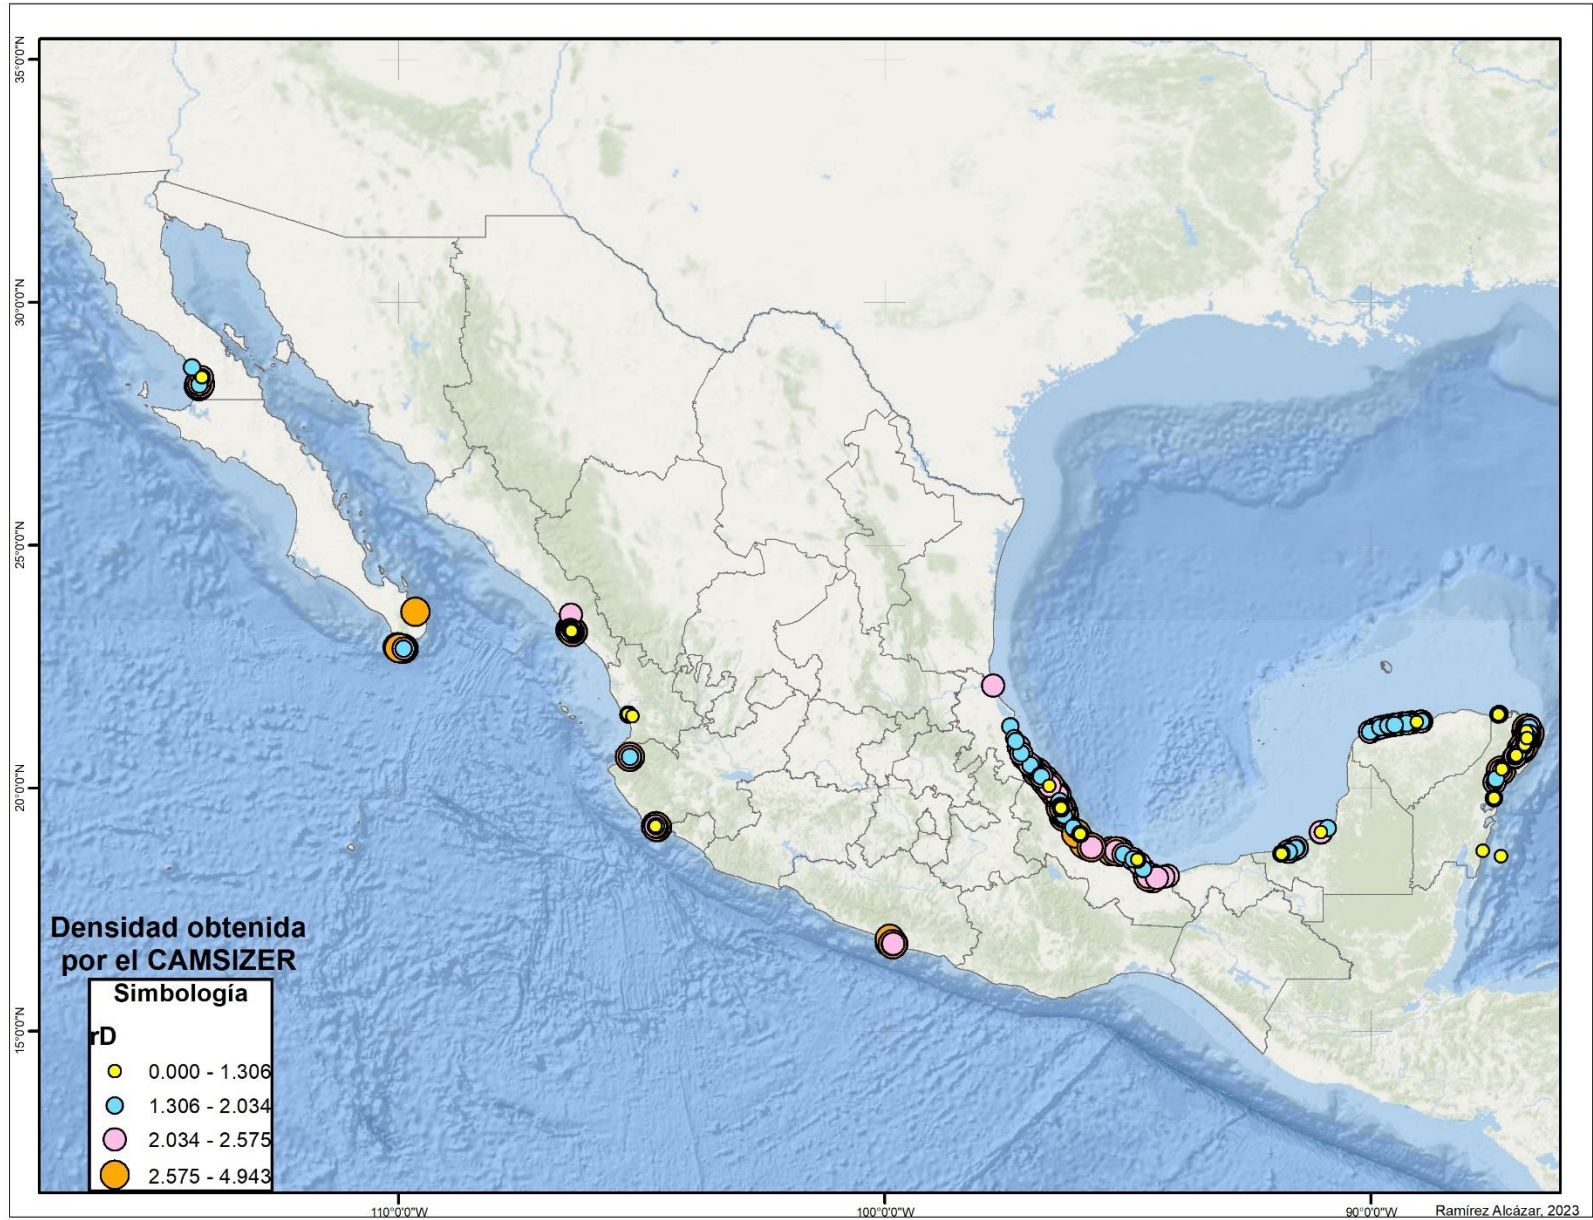 35°0'0"N
30°0'0"N
25°0'0"N
20°0'0"N
15°0'0"N
Densidad obtenida
por el CAMSIZER
Simbología
rD
0.000 - 1.306
1.306 - 2.034
2.034 - 2.575
2.575 - 4.943
110°0'0"W
100°0'0"W
90°0'0"W
Ramírez Alcázar, 2023